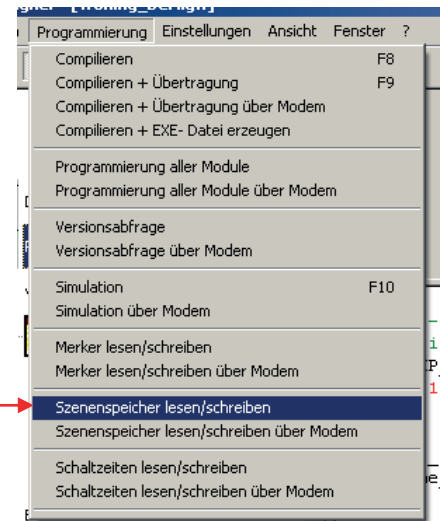 Programmierung Einstellungen Ansicht Fenster ?
Compilieren F8
Compilieren + Übertragung F9
Compilieren + Übertragung über Modem
Compilieren + EXE- Datei erzeugen
Programmierung aller Module
Programmierung aller Module über Modem
Versionsabfrage
Versionsabfrage über Modem
Simulation F10
Simulation über Modem
Merker lesen/schreiben
Merker lesen/schreiben über Modem
Szenenspeicher lesen/schreiben
Szenenspeicher lesen/schreiben über Modem
Schaltzeiten lesen/schreiben
Schaltzeiten lesen/schreiben über Modem